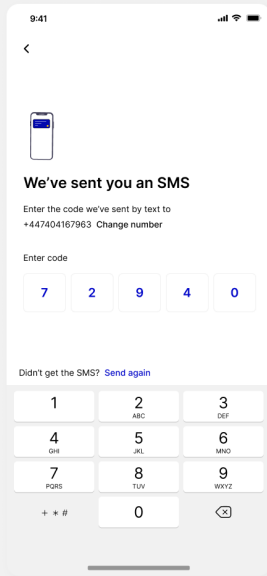 9:41
We've sent you an SMS
Enter the code we've sent by text to
+447404167963 Change number
Enter code
7 2 9 4 0
Didn't get the SMS? Send again
1 2 3
ABC DEF
4 5 6
GHI JKL MNO
7 8 9
PQRS TUV WXYZ
+ * # 0